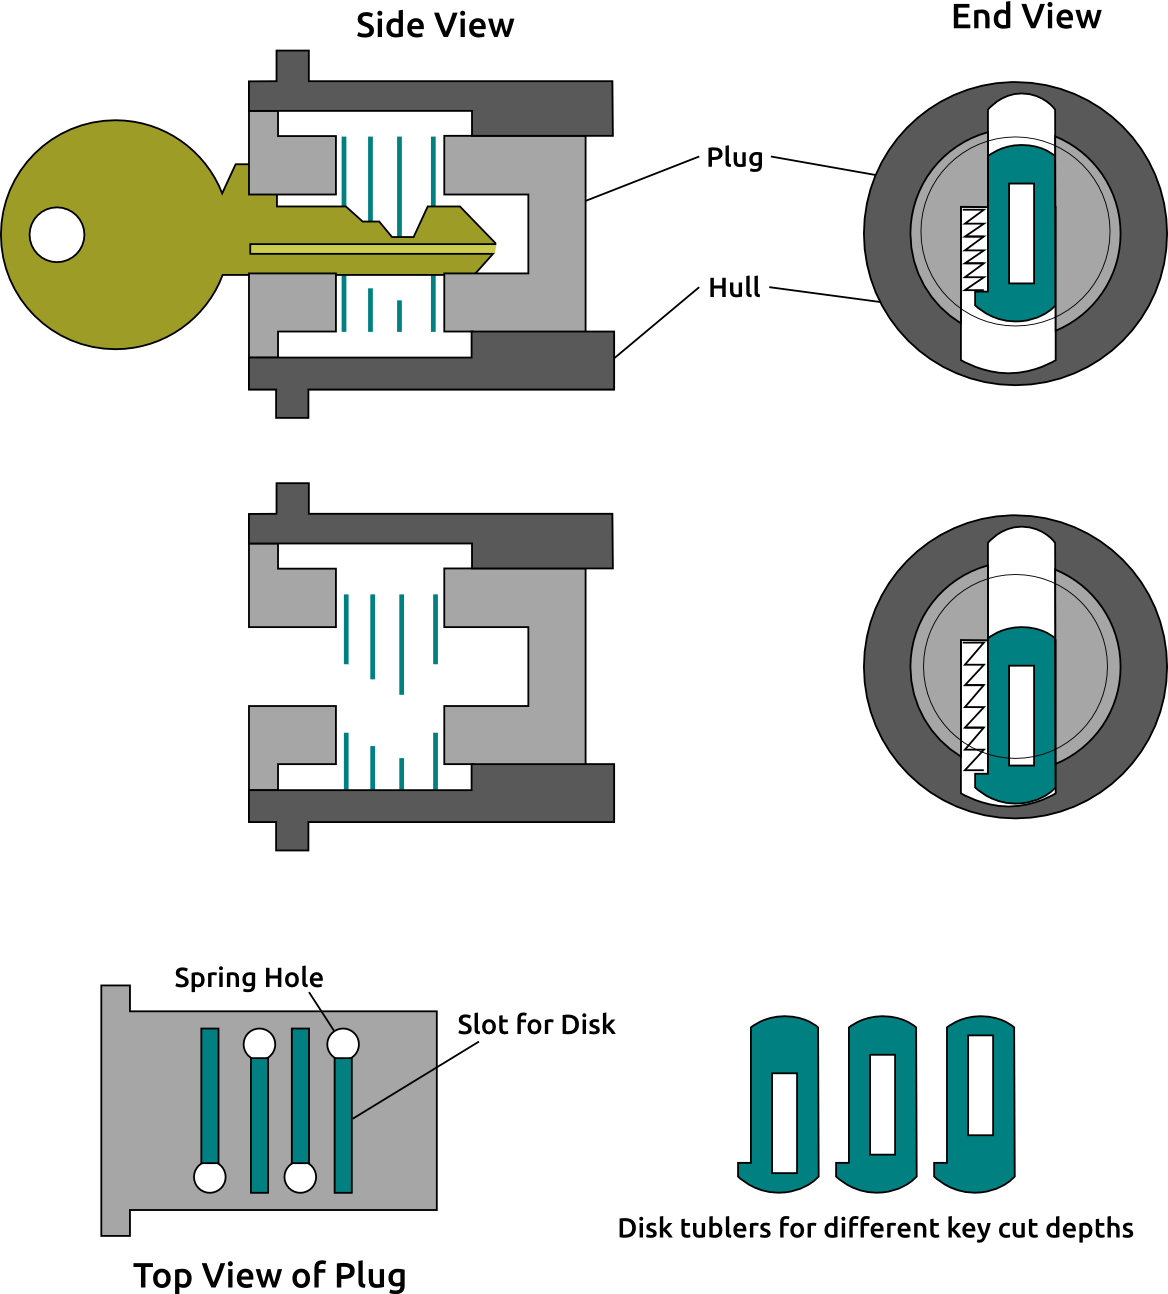 Side View
End View
Plug
Hull
Spring Hole
Slot for Disk
Disk tublers for different key cut depths
Top View of Plug